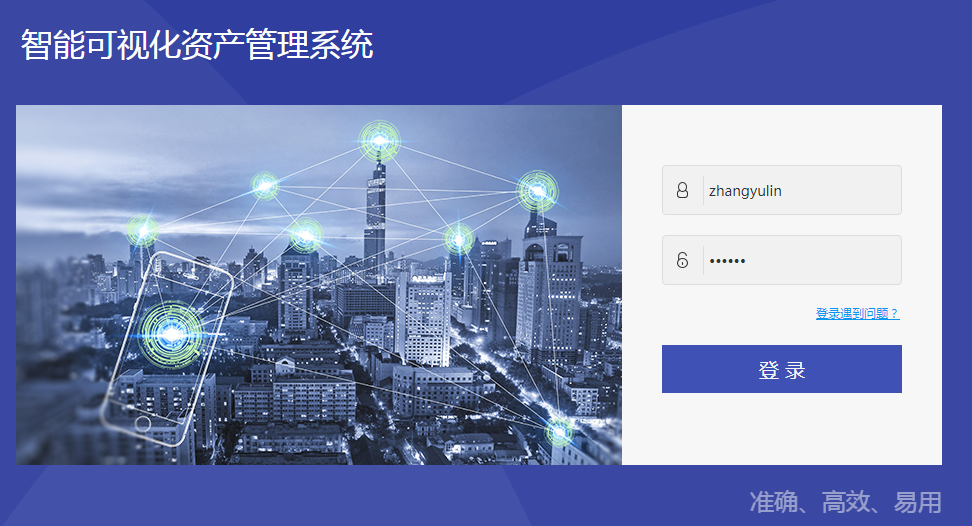 智能可视化资产管理系统
zhangyulin
••••••
登录遇到问题？
登 录
准确、高效、易用